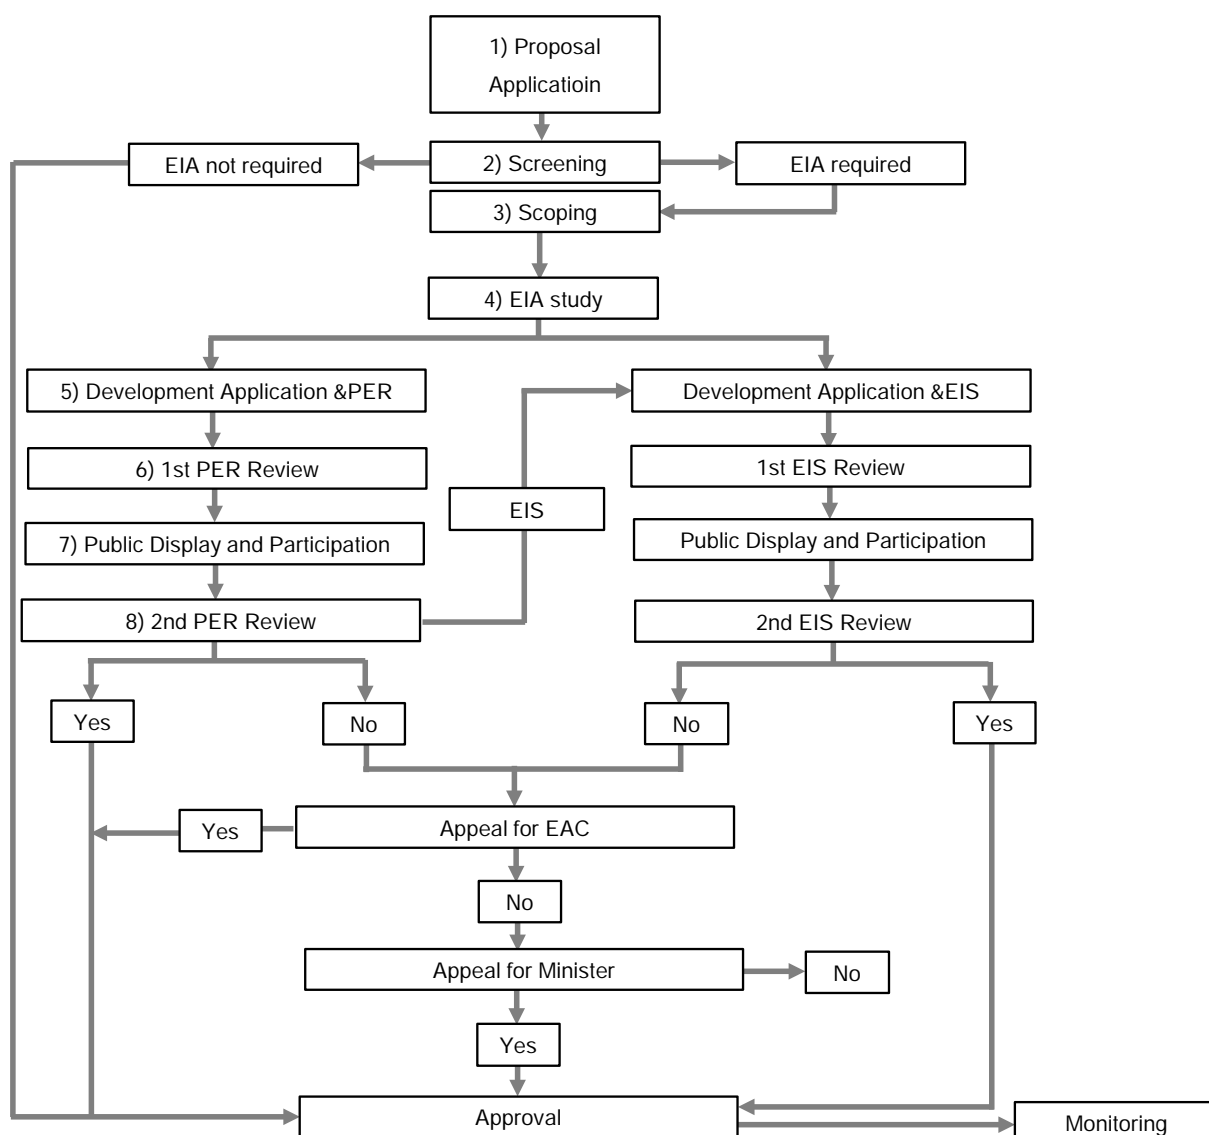 1) Proposal
Applicatioin
EIA not required
2) Screening
EIA required
3) Scoping
4) EIA study
5) Development Application &PER
Development Application &EIS
6) 1st PER Review
1st EIS Review
EIS
7) Public Display and Participation
Public Display and Participation
8) 2nd PER Review
2nd EIS Review
Yes
No
No
Yes
Yes
Appeal for EAC
No
Appeal for Minister
No
Yes
Approval
Monitoring